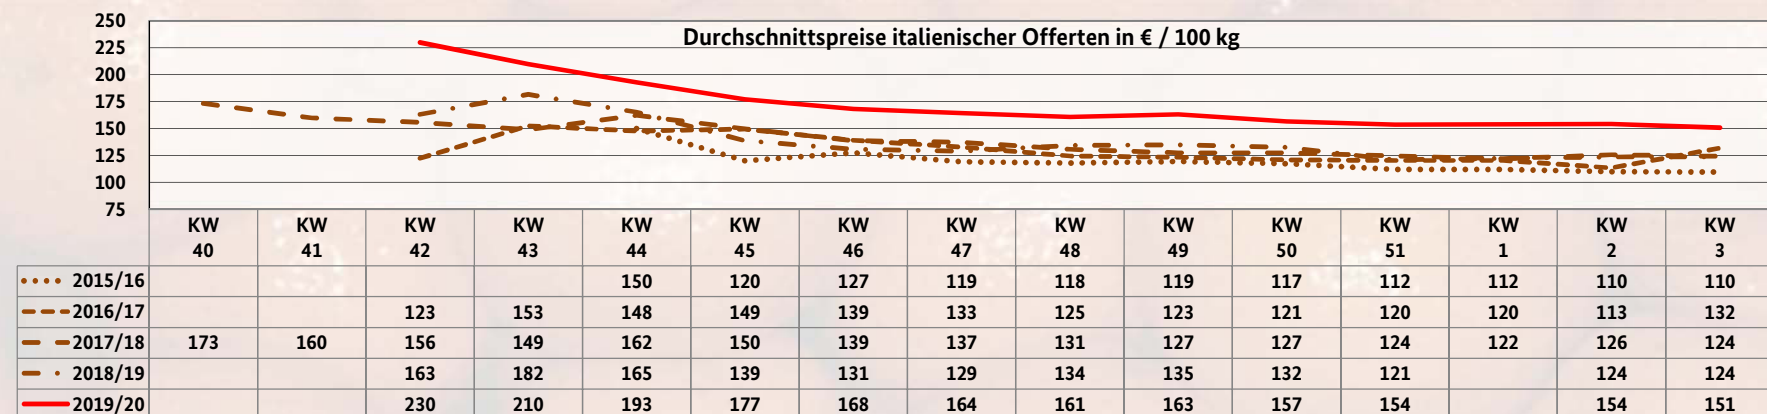 Durchschnittspreise italienischer Offerten in € / 100 kg
250
225
200
175
150
125
100
75
KW 40 KW 41 KW 42 KW 43 KW 44 KW 45 KW 46 KW 47 KW 48 KW 49 KW 50 KW 51 KW 1 KW 2 KW 3
2015/16 150 120 127 119 118 119 117 112 112 110 110
2016/17 123 153 148 149 139 133 125 123 121 120 120 113 132
2017/18 173 160 156 149 162 150 139 137 131 127 127 124 122 126 124
2018/19 163 182 165 139 131 129 134 135 132 121 124 124
2019/20 230 210 193 177 168 164 161 163 157 154 154 151